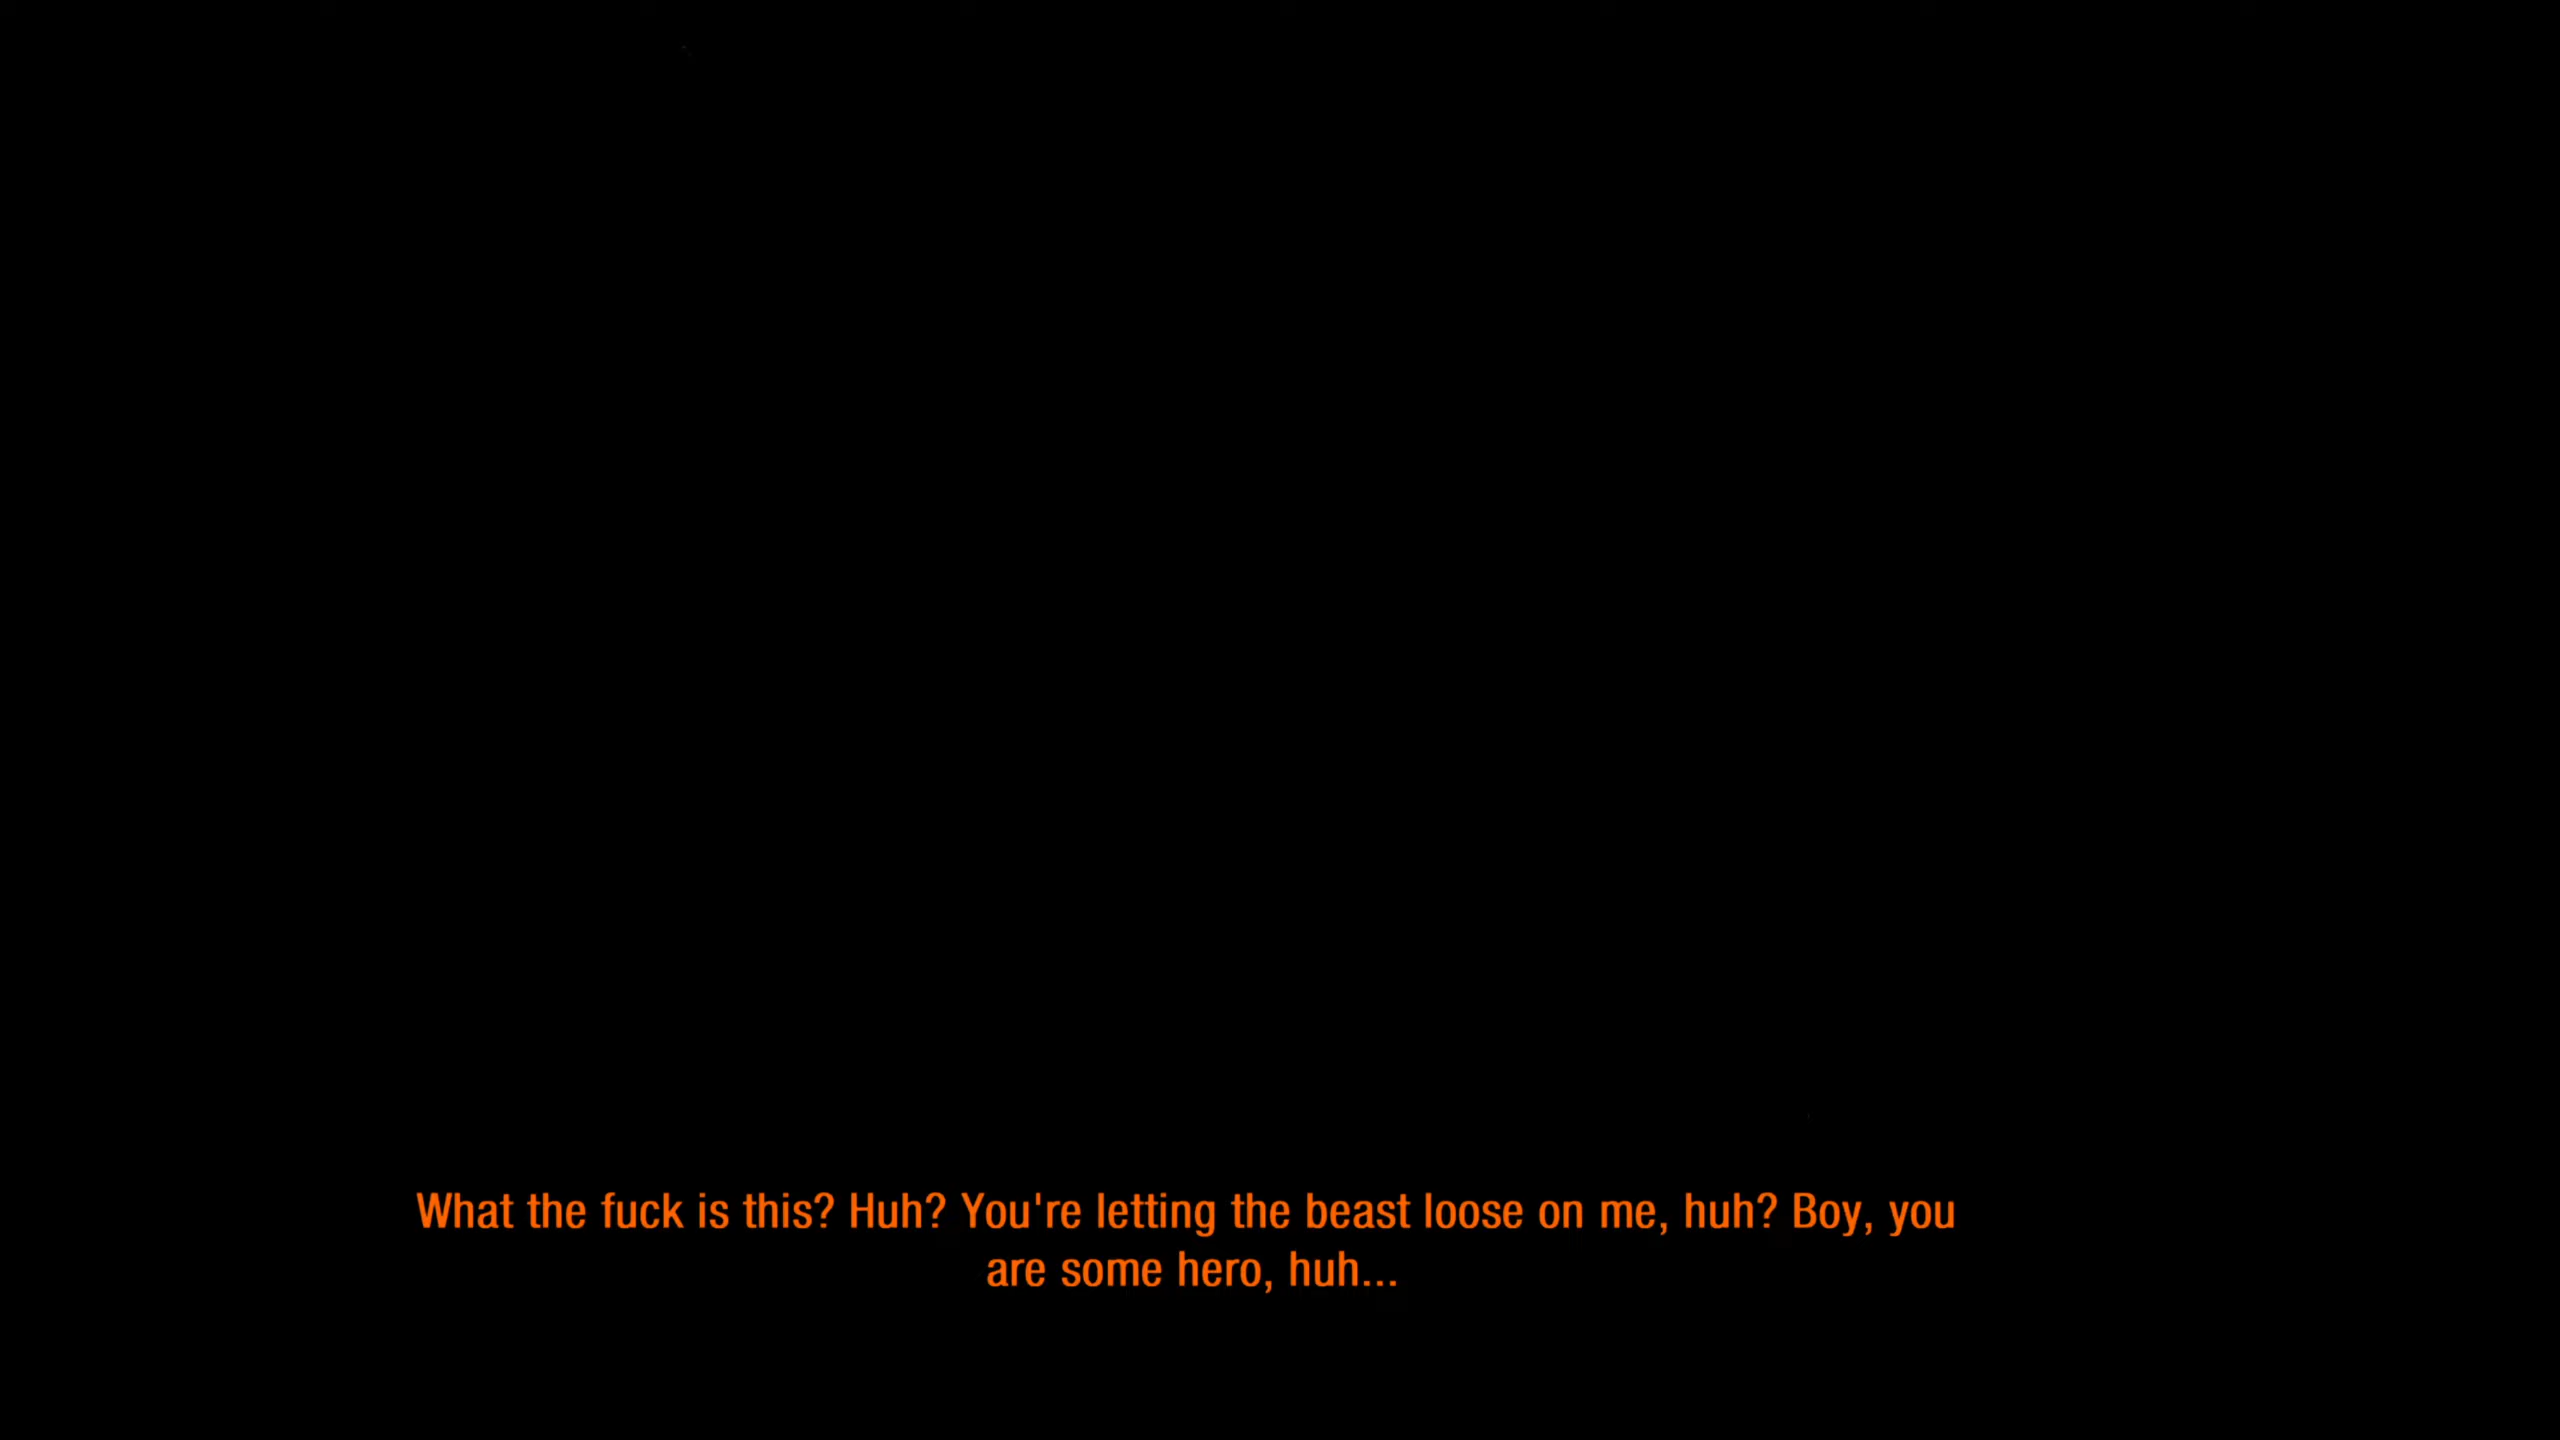 What the fuck is this? Huh? You're letting the beast loose on me, huh? Boy, you
are some hero, huh...